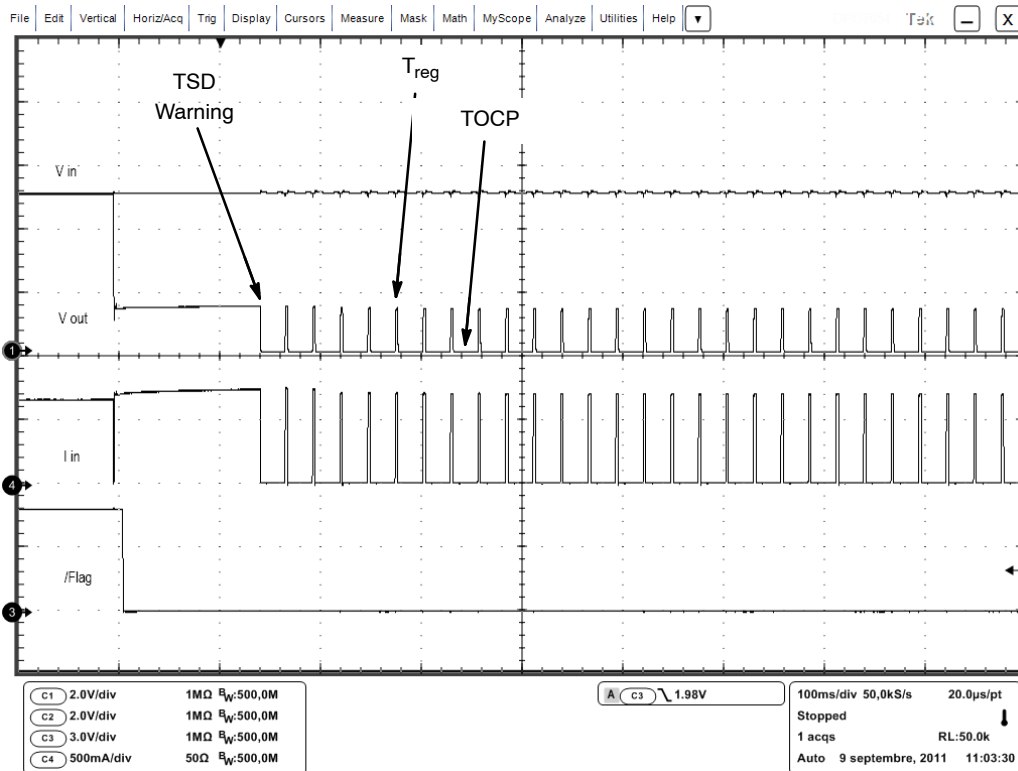 File Edit Vertical Horiz/Acq Trig Display Cursors Measure Mask Math MyScope Analyze Utilities Help ▼ Tek — X
TSD
Warning
Treg
TOCP
V in
V out
1
I in
4
/Flag
3
C1 2.0V/div 1MΩ BW:500,0M
C2 2.0V/div 1MΩ BW:500,0M
C3 3.0V/div 1MΩ BW:500,0M
C4 500mA/div 50Ω BW:500,0M
A C3 1.98V
100ms/div 50,0kS/s 20.0µs/pt
Stopped
1 acqs RL:50.0k
Auto 9 septembre, 2011 11:03:30